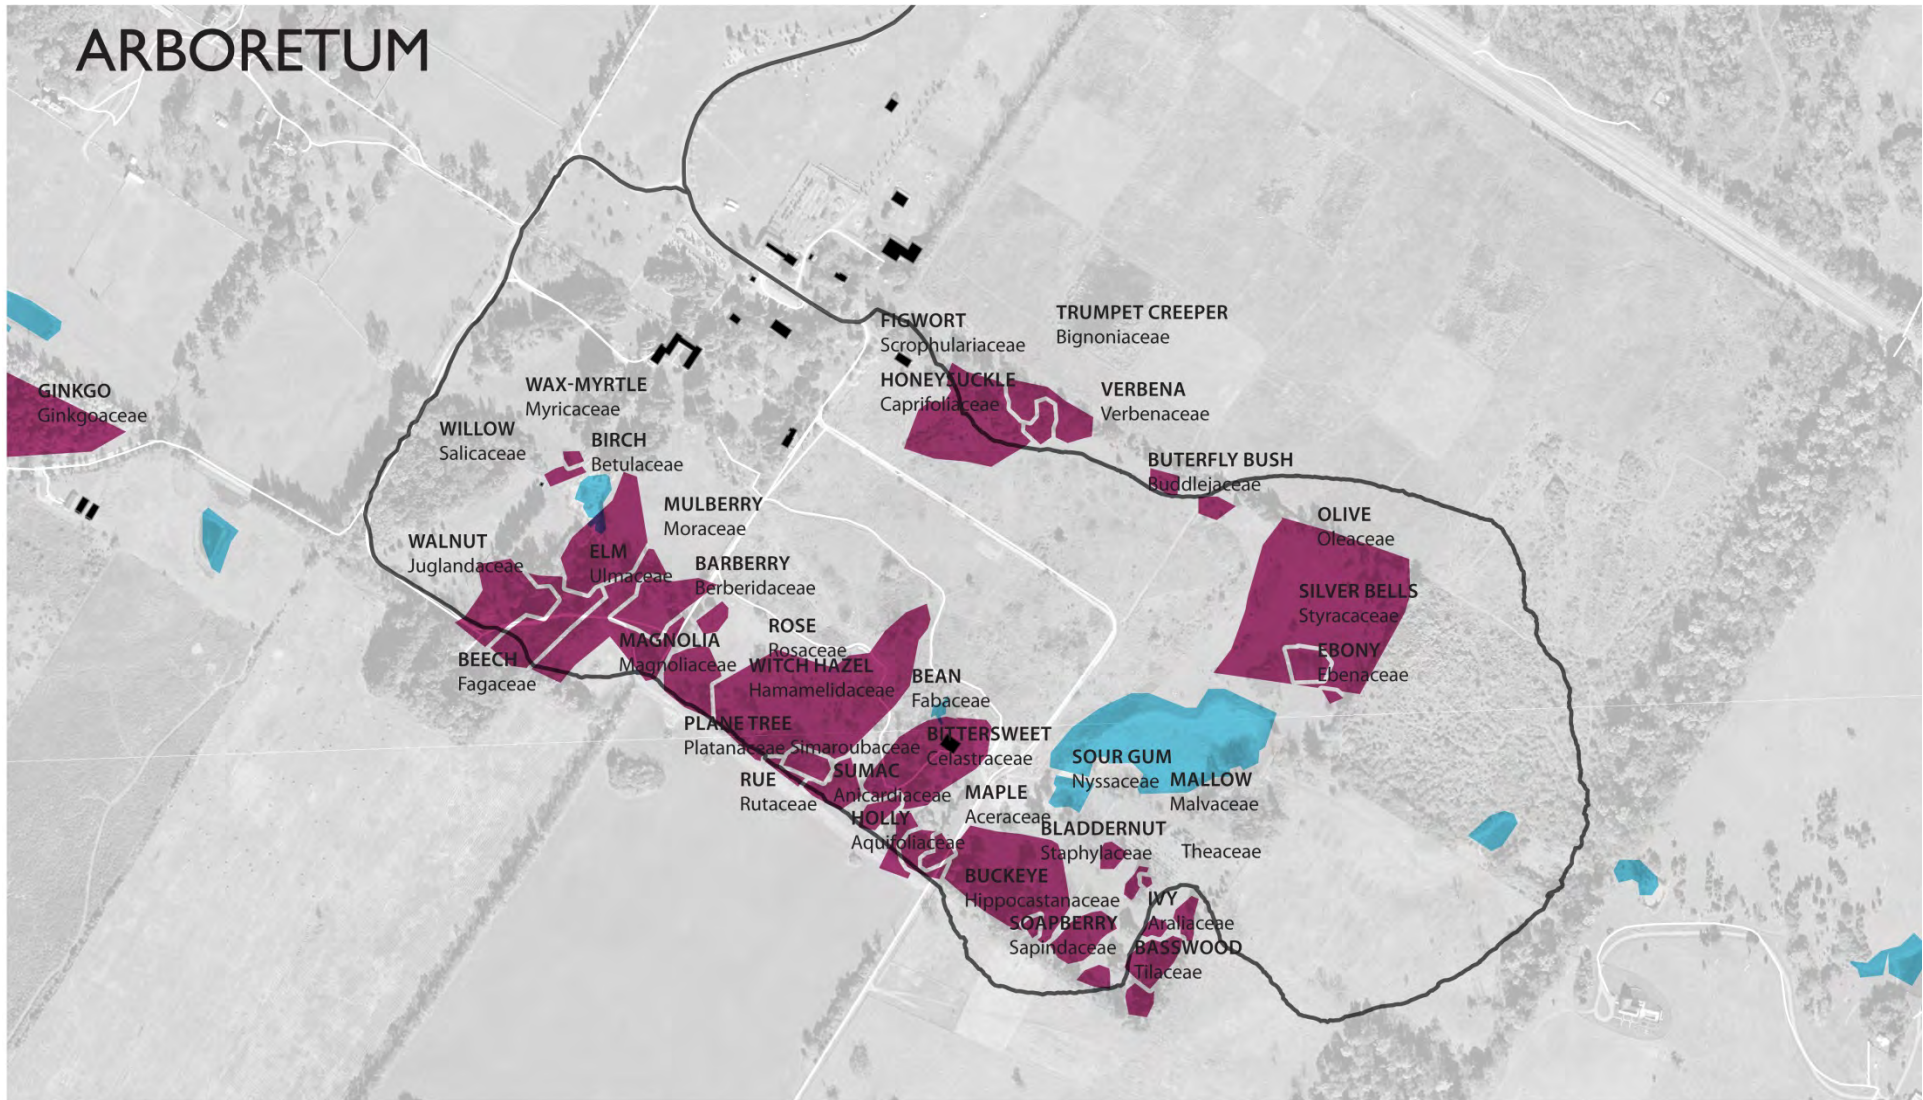 ARBORETUM
FIGWORT
Scrophulariaceae
TRUMPET CREEPER
Bignoniaceae
HONEYSUCKLE
Caprifoliaceae
VERBENA
Verbenaceae
GINKGO
Ginkgoaceae
WAX-MYRTLE
Myricaceae
WILLOW
Salicaceae
BIRCH
Betulaceae
BUTERFLY BUSH
Buddlejaceae
MULBERRY
Moraceae
OLIVE
Oleaceae
WALNUT
Juglandaceae
ELM
Ulmaceae
BARBERRY
Berberidaceae
SILVER BELLS
Styracaceae
MAGNOLIA
Magnoliaceae
ROSE
Rosaceae
BEECH
Fagaceae
WITCH HAZEL
Hamamelidaceae
EBONY
Ebenaceae
BEAN
Fabaceae
PLANE TREE
Platanaceae Simaroubaceae
BITTERSWEET
Celastraceae
SOUR GUM
Nyssaceae
RUE
Rutaceae
SUMAC
Anicardiaceae
MALLOW
Malvaceae
MAPLE
Aceraceae
HOLLY
Aquifoliaceae
BLADDERNUT
Staphylaceae
Theaceae
BUCKEYE
Hippocastanaceae
IVY
Araliaceae
SOAPBERRY
Sapindaceae
BASSWOOD
Tilaceae